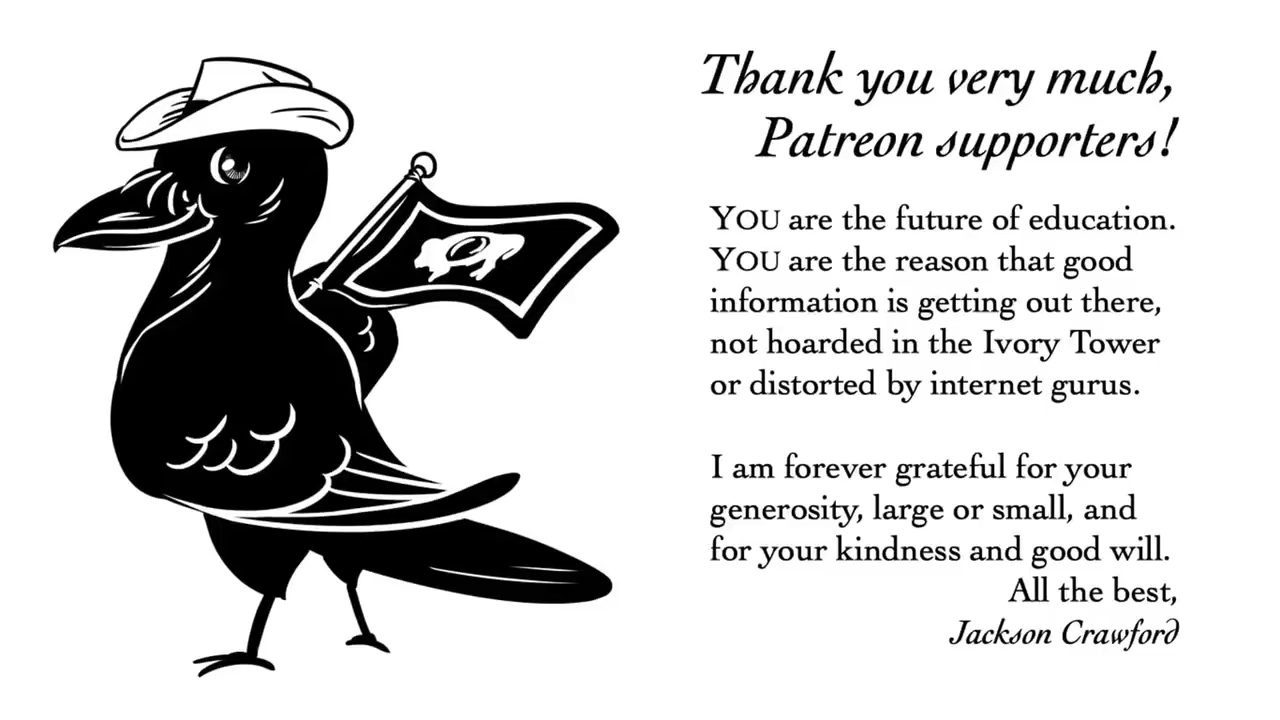 Thank you very much,
Patreon supporters!
YOU are the future of education.
YOU are the reason that good
information is getting out there,
not hoarded in the Ivory Tower
or distorted by internet gurus.
I am forever grateful for your
generosity, large or small, and
for your kindness and good will.
All the best,
Jackson Crawford